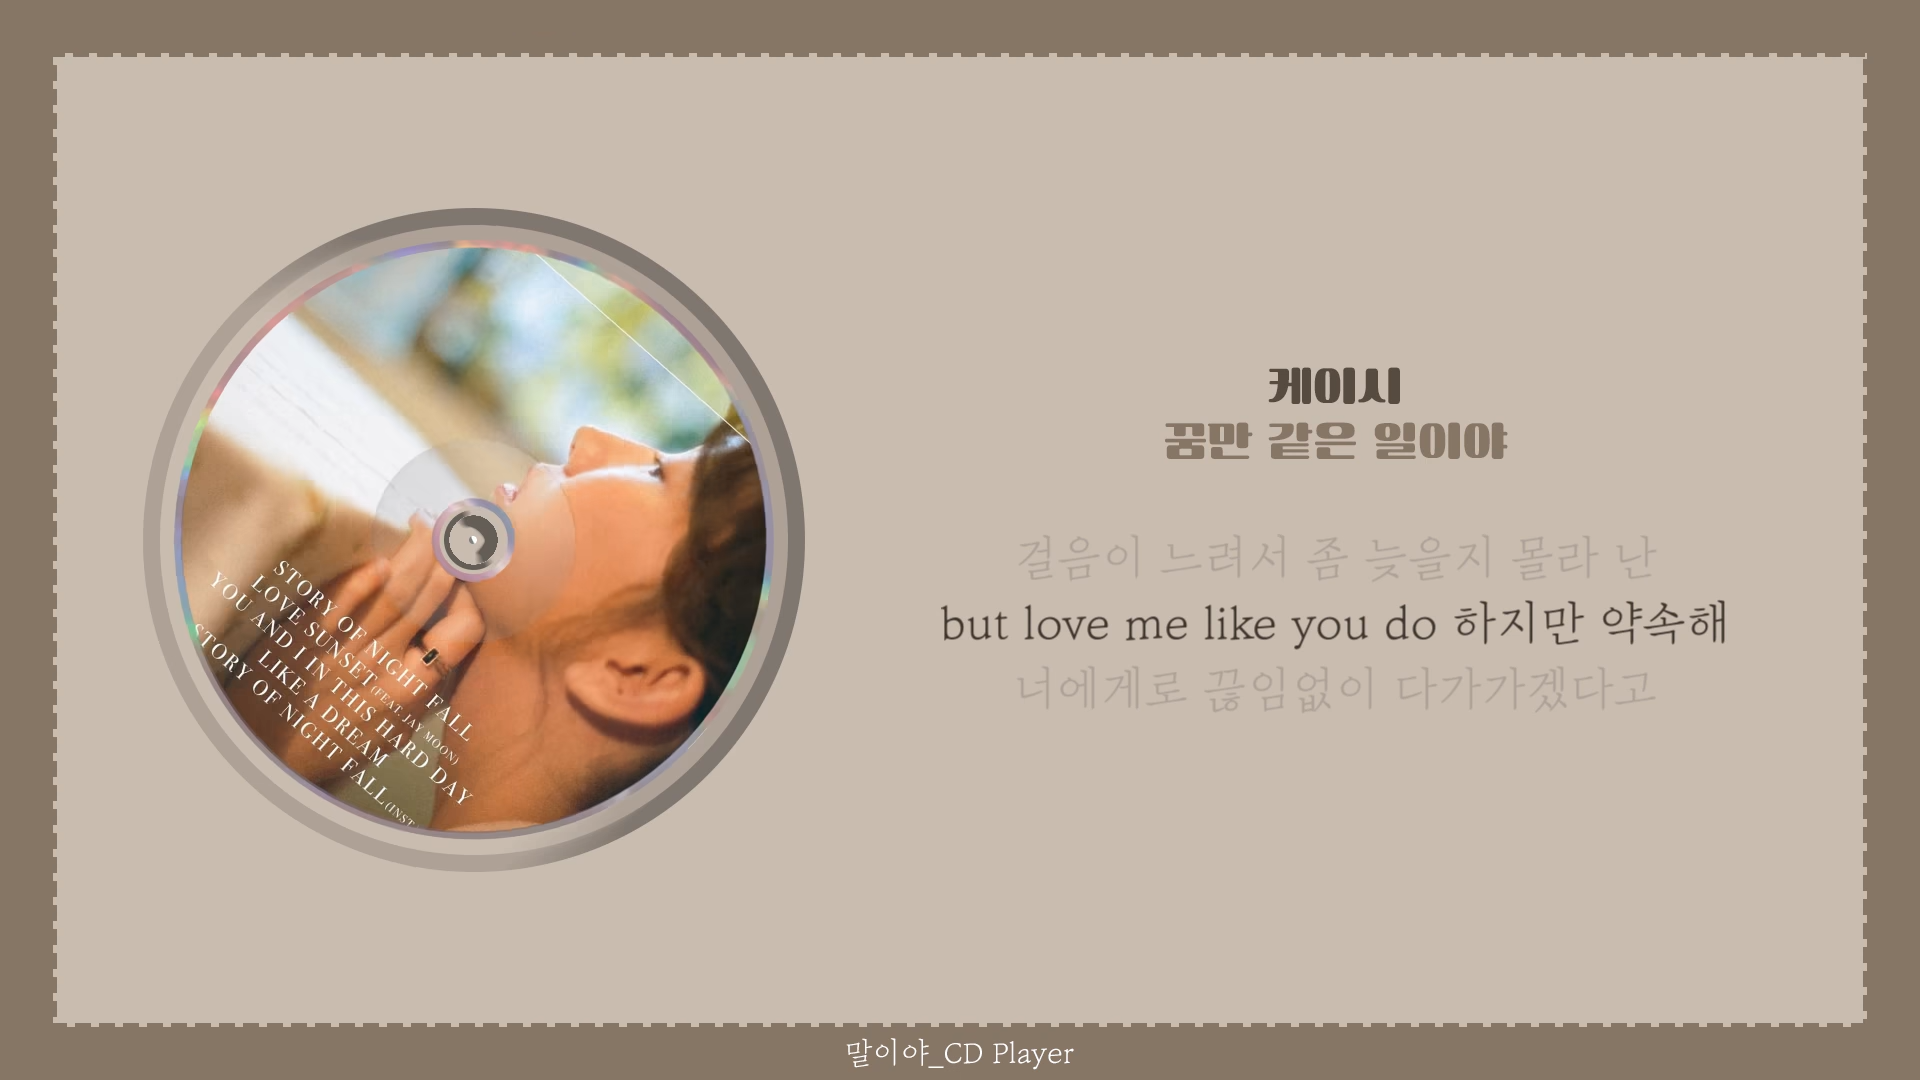 케이시
꿈만 같은 일이야
걸음이 느려서 좀 늦을지 몰라 난
but love me like you do 하지만 약속해
너에게로 끊임없이 다가가겠다고
STORY OF NIGHT FALL
LOVE SUNSET (FEAT. JAY MOON)
YOU AND I IN THIS HARD DAY
LIKE A DREAM
STORY OF NIGHT FALL (INST.
말이야_CD Player